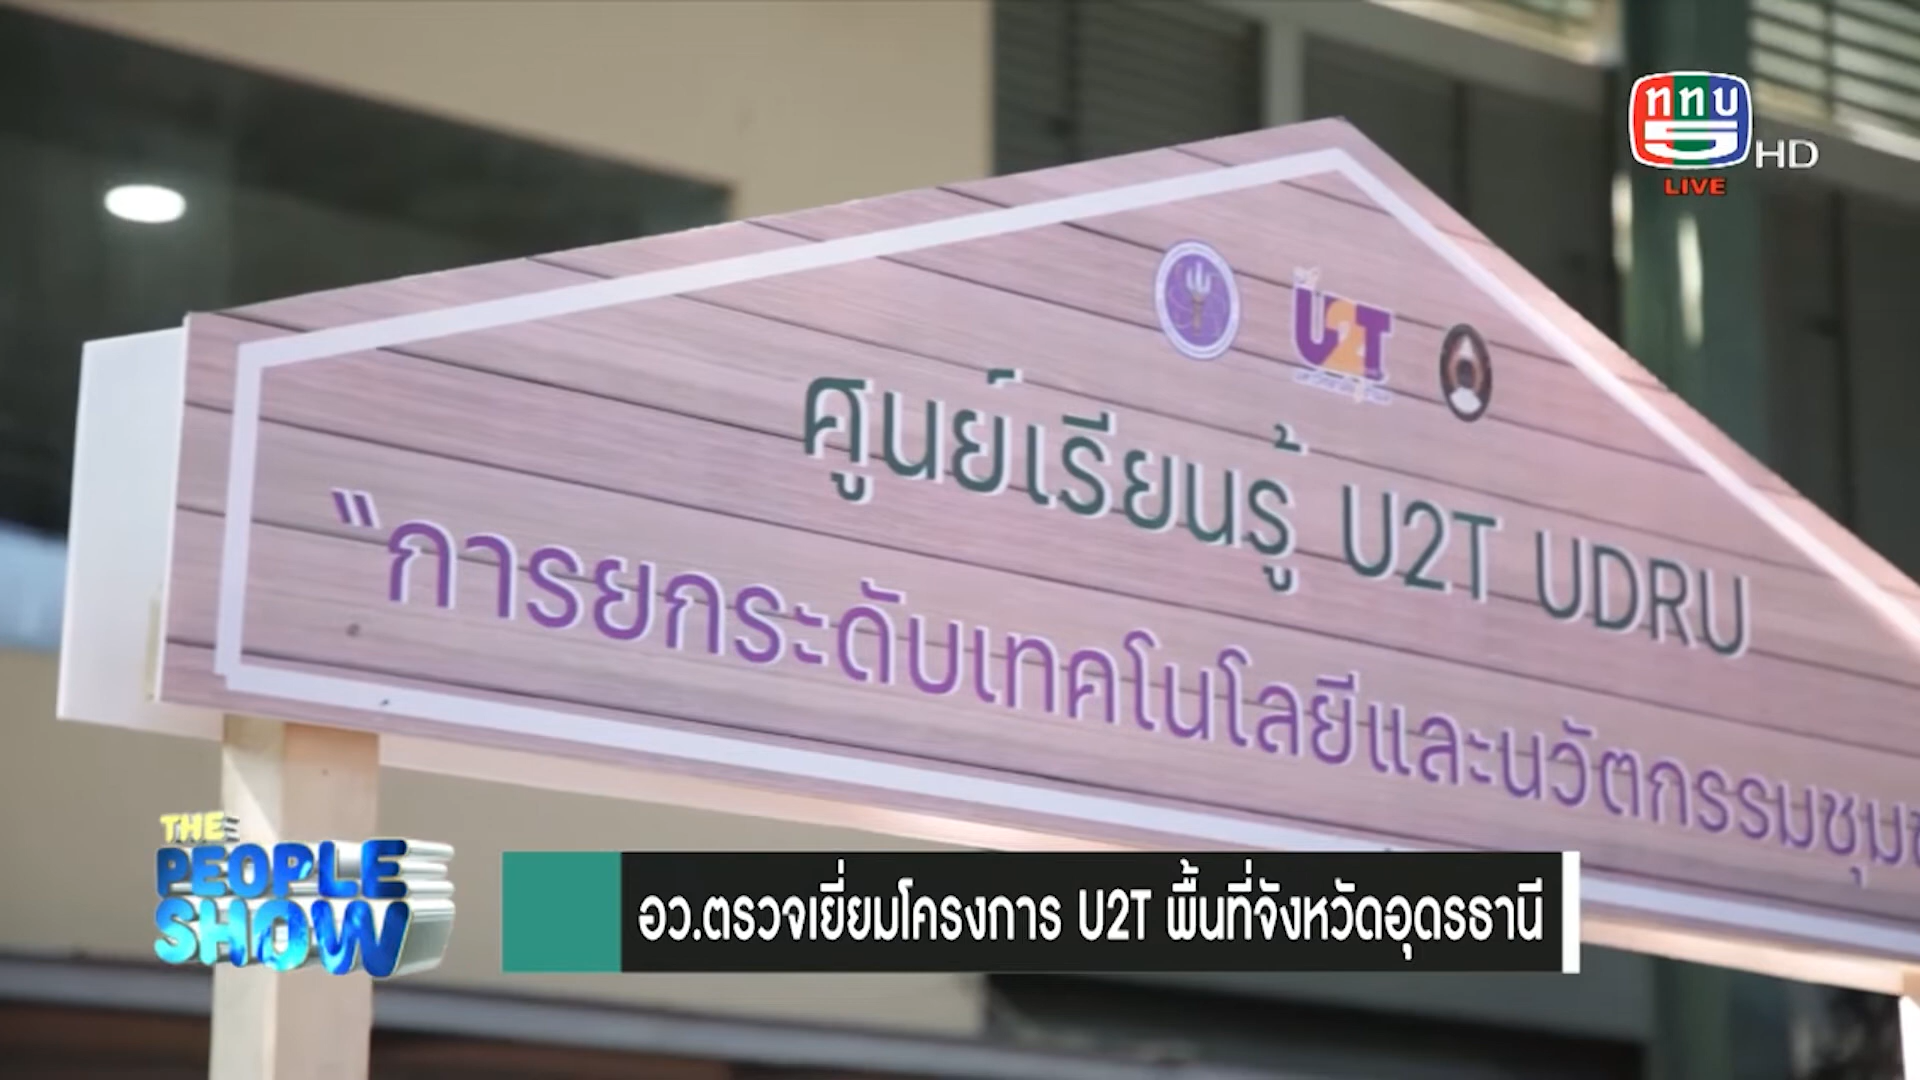 ททบ
5 HD
LIVE
U2T
ศูนย์เรียนรู้ U2T UDRU
"การยกระดับเทคโนโลยีและนวัตกรรมชุม
THE
PEOPLE
SHOW
อว.ตรวจเยี่ยมโครงการ U2T พื้นที่จังหวัดอุดรธานี